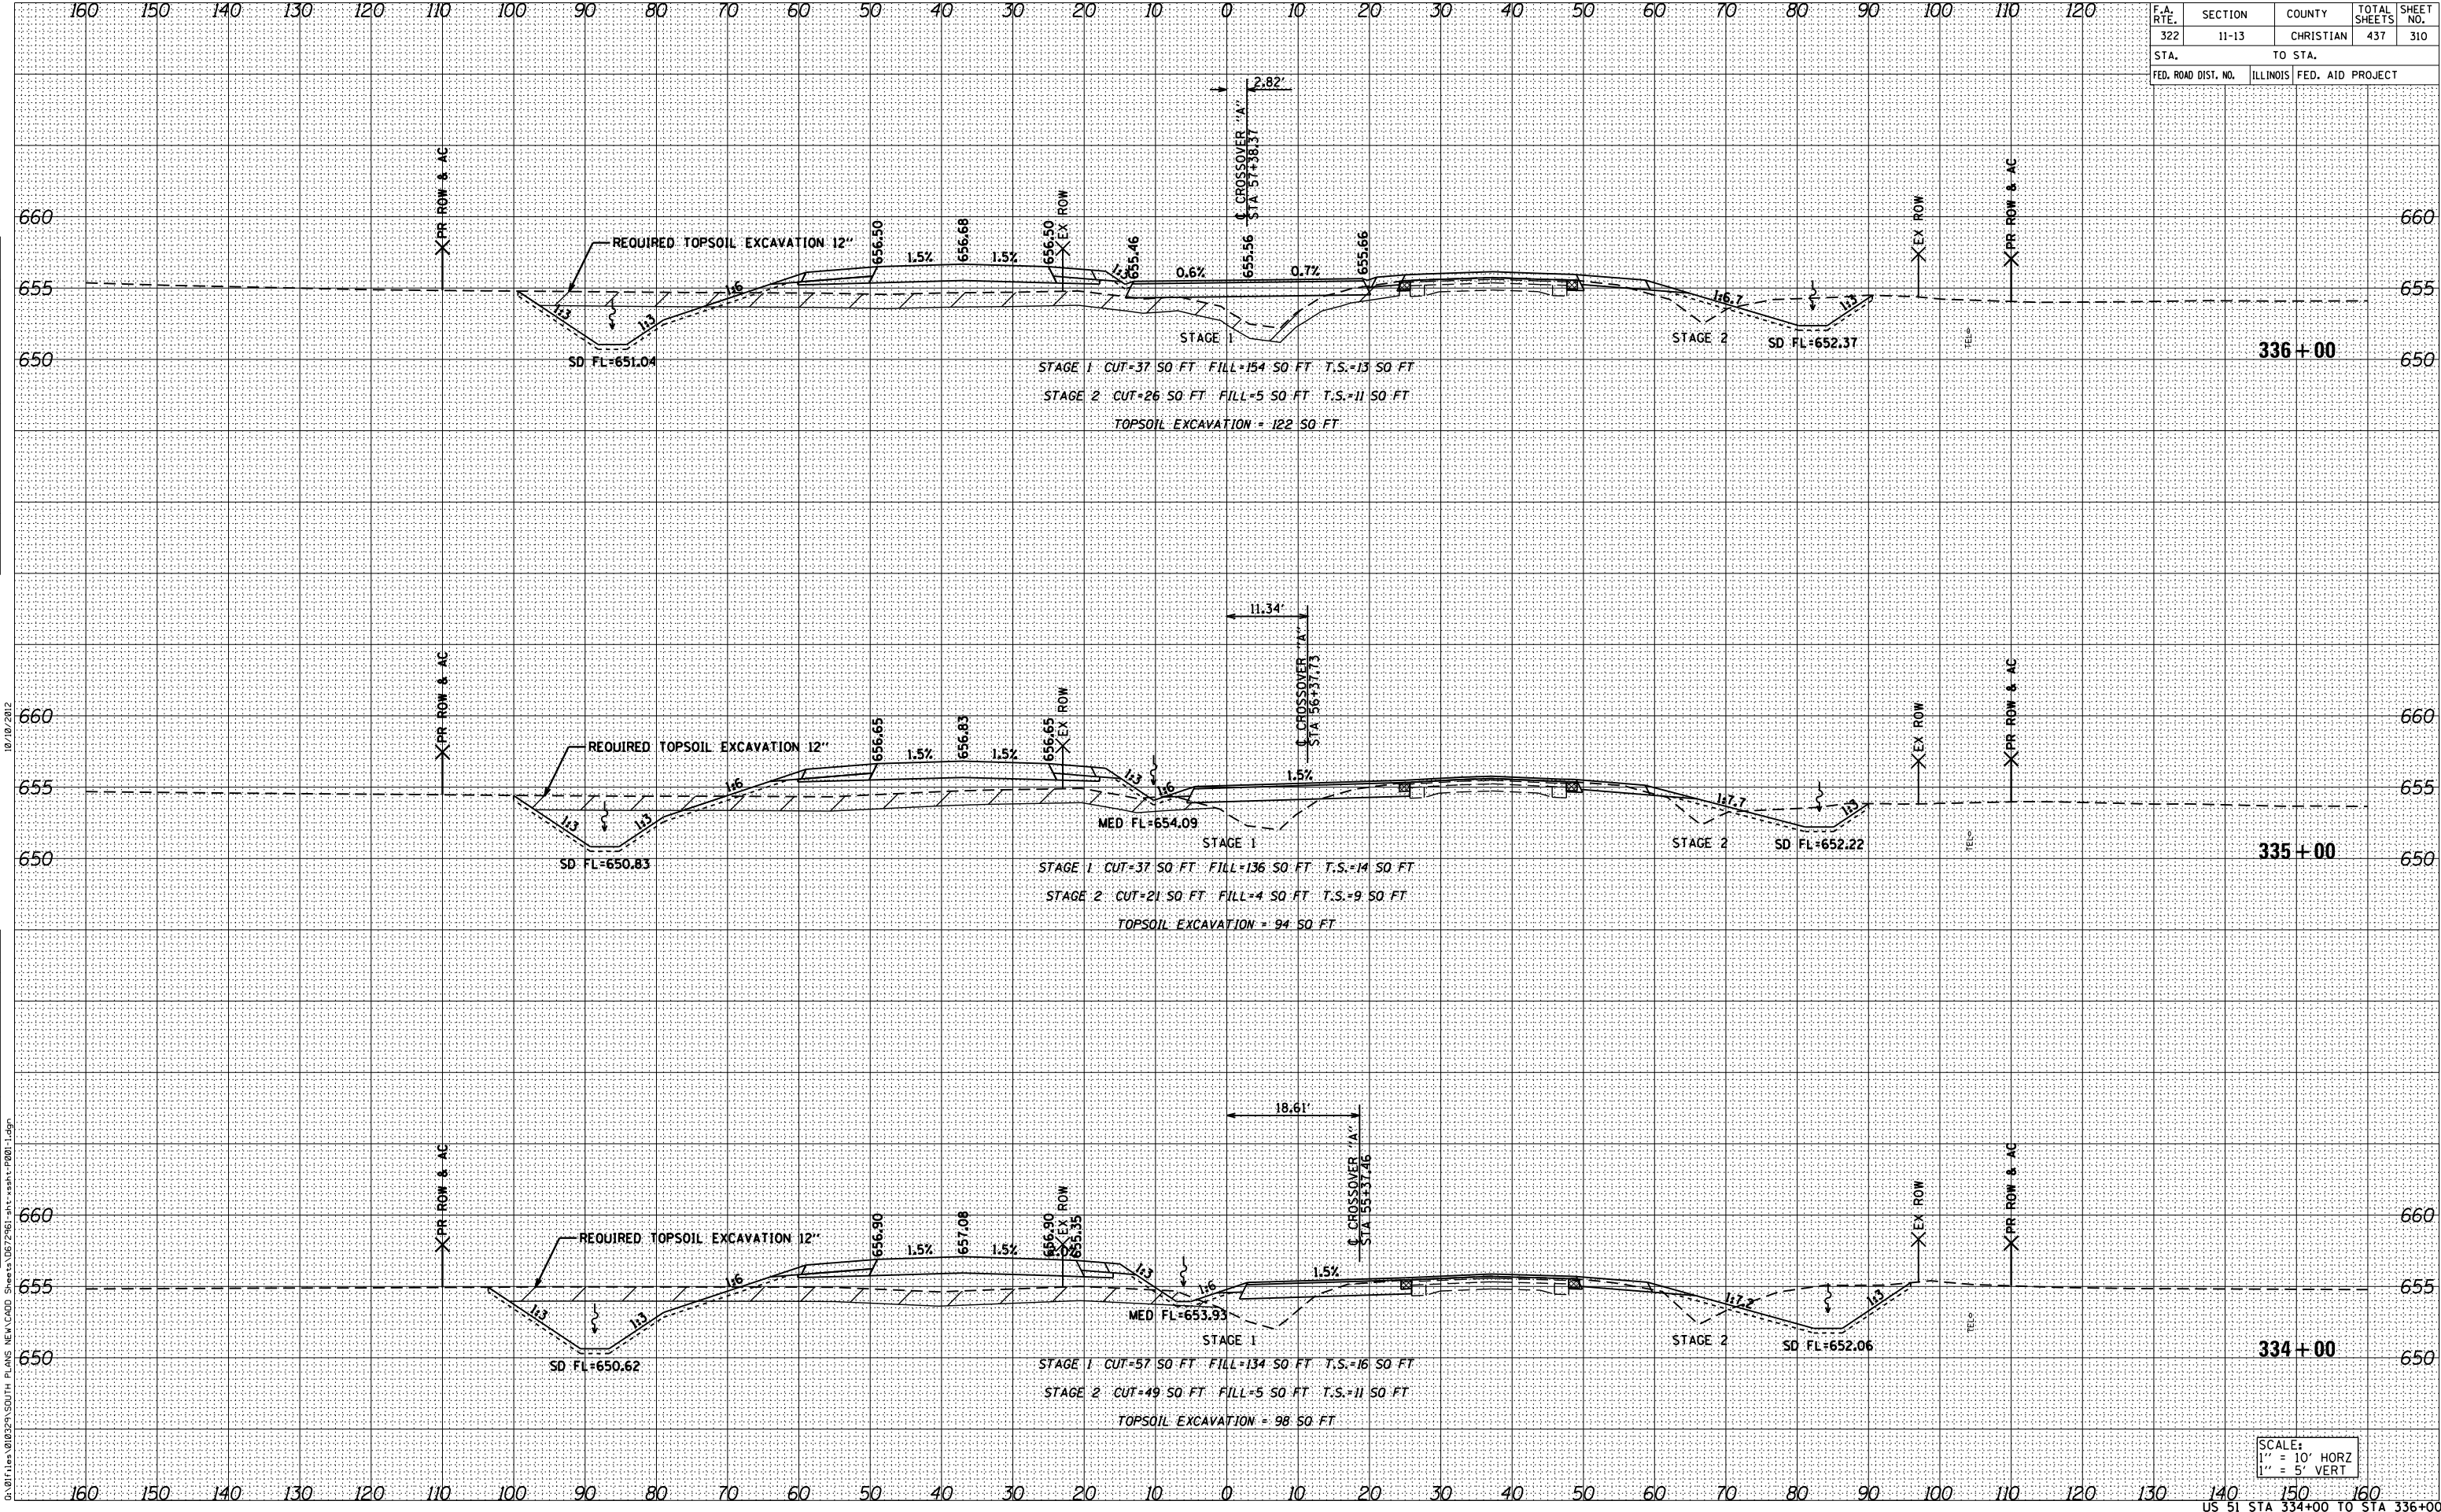 160 150 140 130 120 110 100 90 80 70 60 50 40 30 20 10 0 10 20 30 40 50 60 70 80 90 100 110 120
F.A. RTE. SECTION COUNTY TOTAL SHEETS SHEET NO.
322 11-13 CHRISTIAN 437 310
STA. TO STA.
FED. ROAD DIST. NO. ILLINOIS FED. AID PROJECT
2.82'
℄ CROSSOVER "A"
STA 57+38.37
PR ROW & AC
EX ROW
EX ROW
PR ROW & AC
660 660
REQUIRED TOPSOIL EXCAVATION 12"
656.50 1.5% 656.68 1.5% 656.50
655.46 0.6% 655.56 0.7% 655.66
655 655
1:3 1:3 1:6 1:3 1:6.7 1:3
STAGE 1 STAGE 2
SD FL=651.04
SD FL=652.37
TEL
336+00
650 650
STAGE 1 CUT=37 SQ FT FILL=154 SQ FT T.S.=13 SQ FT
STAGE 2 CUT=26 SQ FT FILL=5 SQ FT T.S.=11 SQ FT
TOPSOIL EXCAVATION = 122 SQ FT
11.34'
℄ CROSSOVER "A"
STA 56+37.73
PR ROW & AC
EX ROW
EX ROW
PR ROW & AC
660 660
REQUIRED TOPSOIL EXCAVATION 12"
656.65 1.5% 656.83 1.5% 656.65
1.5%
655 655
1:3 1:3 1:6 1:3 1:6 1:7.7 1:3
MED FL=654.09
STAGE 1 STAGE 2
SD FL=650.83
SD FL=652.22
TEL
335+00
650 650
STAGE 1 CUT=37 SQ FT FILL=136 SQ FT T.S.=14 SQ FT
STAGE 2 CUT=21 SQ FT FILL=4 SQ FT T.S.=9 SQ FT
TOPSOIL EXCAVATION = 94 SQ FT
18.61'
℄ CROSSOVER "A"
STA 55+37.46
PR ROW & AC
EX ROW
EX ROW
PR ROW & AC
660 660
REQUIRED TOPSOIL EXCAVATION 12"
656.90 1.5% 657.08 1.5% 656.90 655.35
1.5%
655 655
1:3 1:3 1:6 1:3 1:6 1:7.2 1:3
MED FL=653.93
STAGE 1 STAGE 2
SD FL=650.62
SD FL=652.06
TEL
334+00
650 650
STAGE 1 CUT=57 SQ FT FILL=134 SQ FT T.S.=16 SQ FT
STAGE 2 CUT=49 SQ FT FILL=5 SQ FT T.S.=11 SQ FT
TOPSOIL EXCAVATION = 98 SQ FT
SCALE:
1" = 10' HORZ
1" = 5' VERT
160 150 140 130 120 110 100 90 80 70 60 50 40 30 20 10 0 10 20 30 40 50 60 70 80 90 100 110 120 130 140 150 160
US 51 STA 334+00 TO STA 336+00
10/10/2012